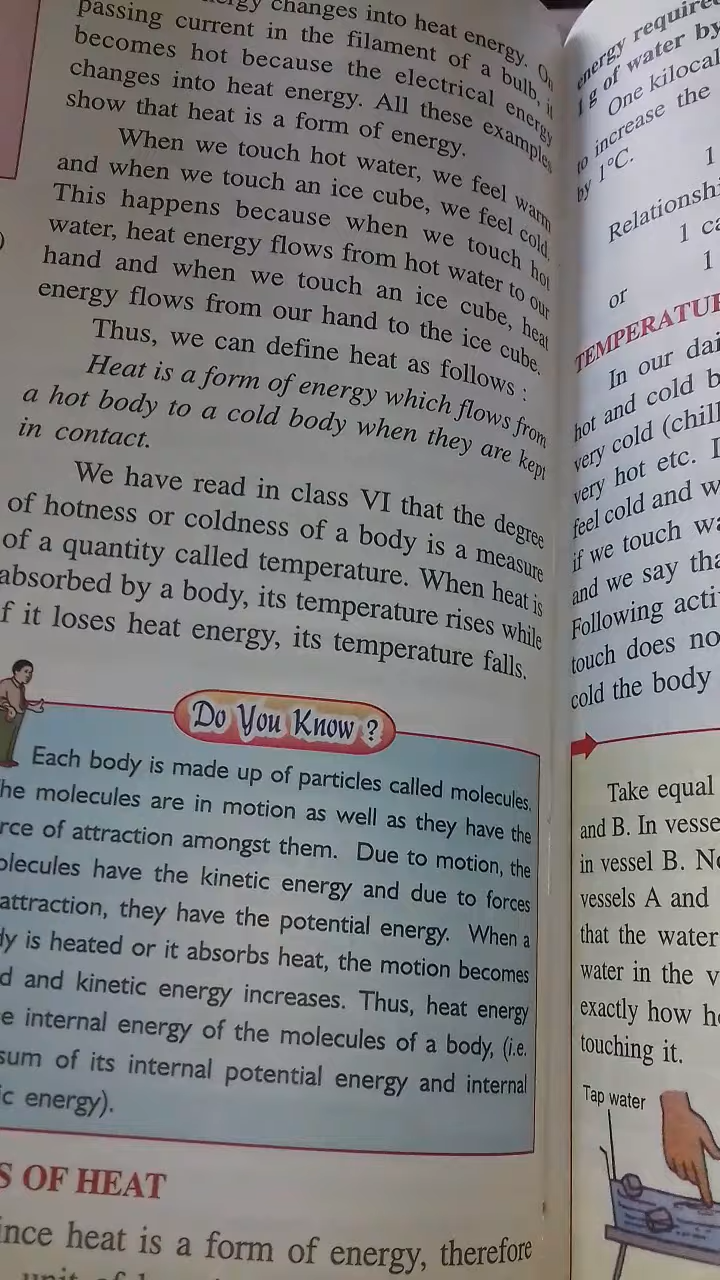 changes into heat energy. On
passing current in the filament of a bulb, it
becomes hot because the electrical energy
changes into heat energy. All these examples
show that heat is a form of energy.
When we touch hot water, we feel warm
and when we touch an ice cube, we feel cold.
This happens because when we touch hot
water, heat energy flows from hot water to our
hand and when we touch an ice cube, heat
energy flows from our hand to the ice cube.
Thus, we can define heat as follows :
Heat is a form of energy which flows from
a hot body to a cold body when they are kept
in contact.
We have read in class VI that the degree
of hotness or coldness of a body is a measure
of a quantity called temperature. When heat is
absorbed by a body, its temperature rises while
f it loses heat energy, its temperature falls.
Do You Know ?
Each body is made up of particles called molecules.
he molecules are in motion as well as they have the
rce of attraction amongst them. Due to motion, the
olecules have the kinetic energy and due to forces
attraction, they have the potential energy. When a
dy is heated or it absorbs heat, the motion becomes
d and kinetic energy increases. Thus, heat energy
e internal energy of the molecules of a body, (i.e.
sum of its internal potential energy and internal
ic energy).
S OF HEAT
ince heat is a form of energy, therefore
energy require
1 g of water by
One kilocal
to increase the
by 1°C.
1
Relationshi
1 ca
or 1
TEMPERATUR
In our dai
hot and cold b
very cold (chill
very hot etc. I
feel cold and w
if we touch wa
and we say tha
Following acti
touch does no
cold the body
Take equal
and B. In vesse
in vessel B. No
vessels A and
that the water
water in the v
exactly how ho
touching it.
Tap water